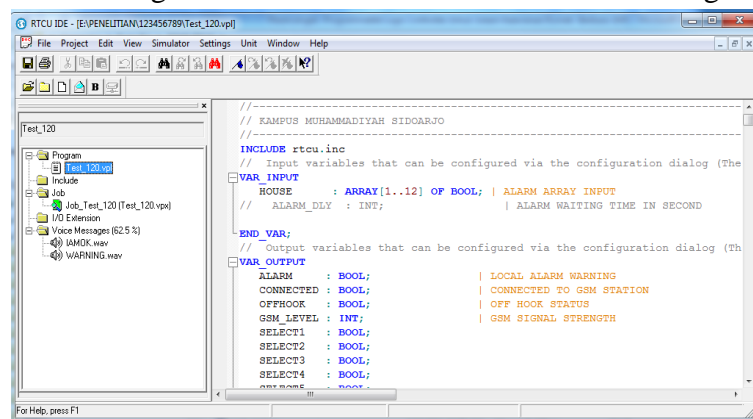 RTCU IDE - [E:\PENELITIAN\123456789\Test_120.vpl]
File Project Edit View Simulator Settings Unit Window Help
Test_120
Program
Test_120.vpl
Include
Job
Job_Test_120 (Test_120.vpx)
I/O Extension
Voice Messages (62.5 %)
IAMOK.wav
WARNING.wav
//----------------------------------------------------------------------
// KAMPUS MUHAMMADIYAH SIDOARJO
//----------------------------------------------------------------------
INCLUDE rtcu.inc
// Input variables that can be configured via the configuration dialog (The
VAR_INPUT
HOUSE : ARRAY[1..12] OF BOOL; | ALARM ARRAY INPUT
// ALARM_DLY : INT; | ALARM WAITING TIME IN SECOND
END_VAR;
// Output variables that can be configured via the configuration dialog (Th
VAR_OUTPUT
ALARM : BOOL; | LOCAL ALARM WARNING
CONNECTED : BOOL; | CONNECTED TO GSM STATION
OFFHOOK : BOOL; | OFF HOOK STATUS
GSM_LEVEL : INT; | GSM SIGNAL STRENGTH
SELECT1 : BOOL;
SELECT2 : BOOL;
SELECT3 : BOOL;
SELECT4 : BOOL;
For Help, press F1